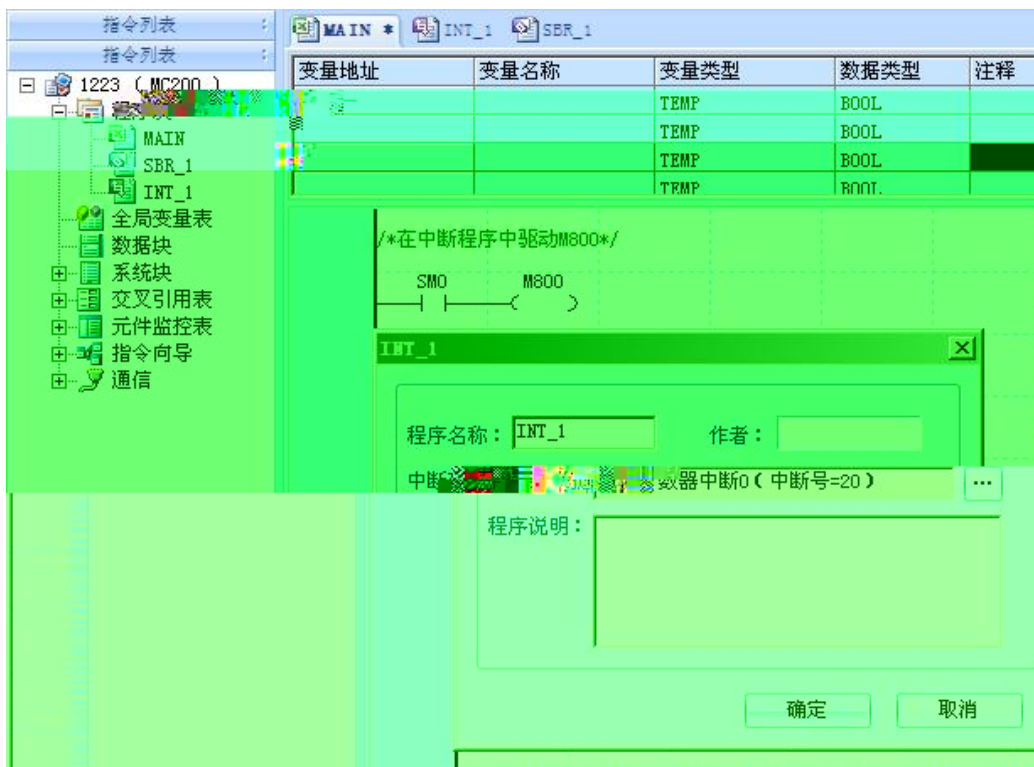 指令列表
指令列表
1223 ( MC200 )
MAIN
SBR_1
INT_1
全局变量表
数据块
系统块
交叉引用表
元件监控表
指令向导
通信
MAIN * INT_1 SBR_1
变量地址 变量名称 变量类型 数据类型 注释
TEMP BOOL
TEMP BOOL
TEMP BOOL
TEMP BOOL
/*在中断程序中驱动M800*/
SM0 M800
INT_1
程序名称： INT_1 作者：
中断 数器中断0（中断号=20） ...
程序说明：
确定 取消